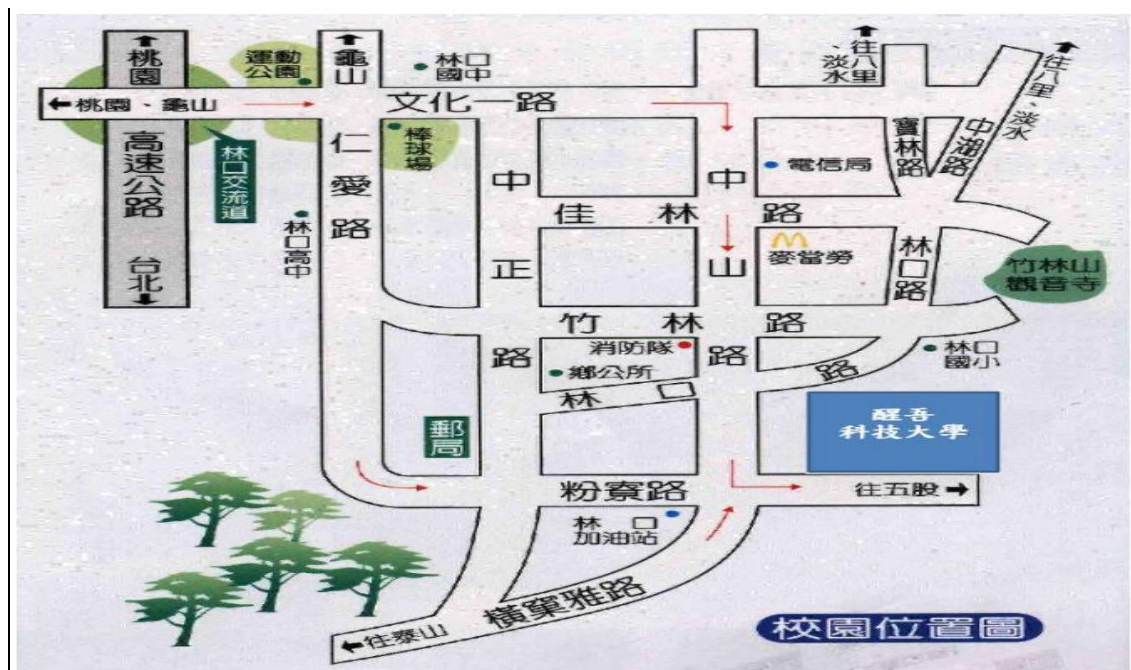 桃園
運動
公園
龜山
林口
國中
往八里
、淡水
往八里、淡水
←桃園、龜山
文化一路
高速公路
台北
林口交流道
仁愛路
棒球場
中正路
中山路
電信局
寶林路
中湖路
林口高中
佳林路
麥當勞
林口路
竹林山
觀音寺
竹林路
消防隊
鄉公所
林口路
林口
國小
郵局
醒吾
科技大學
粉寮路
往五股→
林口
加油站
橫窠雅路
←往泰山
校園位置圖